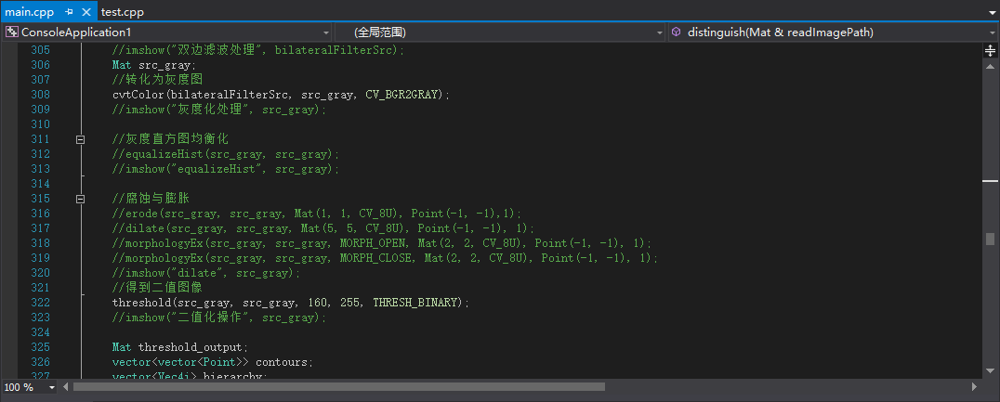 main.cpp test.cpp
ConsoleApplication1 (全局范围) distinguish(Mat & readImagePath)
305 //imshow("双边滤波处理", bilateralFilterSrc);
306 Mat src_gray;
307 //转化为灰度图
308 cvtColor(bilateralFilterSrc, src_gray, CV_BGR2GRAY);
309 //imshow("灰度化处理", src_gray);
310
311 //灰度直方图均衡化
312 //equalizeHist(src_gray, src_gray);
313 //imshow("equalizeHist", src_gray);
314
315 //腐蚀与膨胀
316 //erode(src_gray, src_gray, Mat(1, 1, CV_8U), Point(-1, -1),1);
317 //dilate(src_gray, src_gray, Mat(5, 5, CV_8U), Point(-1, -1), 1);
318 //morphologyEx(src_gray, src_gray, MORPH_OPEN, Mat(2, 2, CV_8U), Point(-1, -1), 1);
319 //morphologyEx(src_gray, src_gray, MORPH_CLOSE, Mat(2, 2, CV_8U), Point(-1, -1), 1);
320 //imshow("dilate", src_gray);
321 //得到二值图像
322 threshold(src_gray, src_gray, 160, 255, THRESH_BINARY);
323 //imshow("二值化操作", src_gray);
324
325 Mat threshold_output;
326 vector<vector<Point>> contours;
327 vector<Vec4i> hierarchy;
100 %